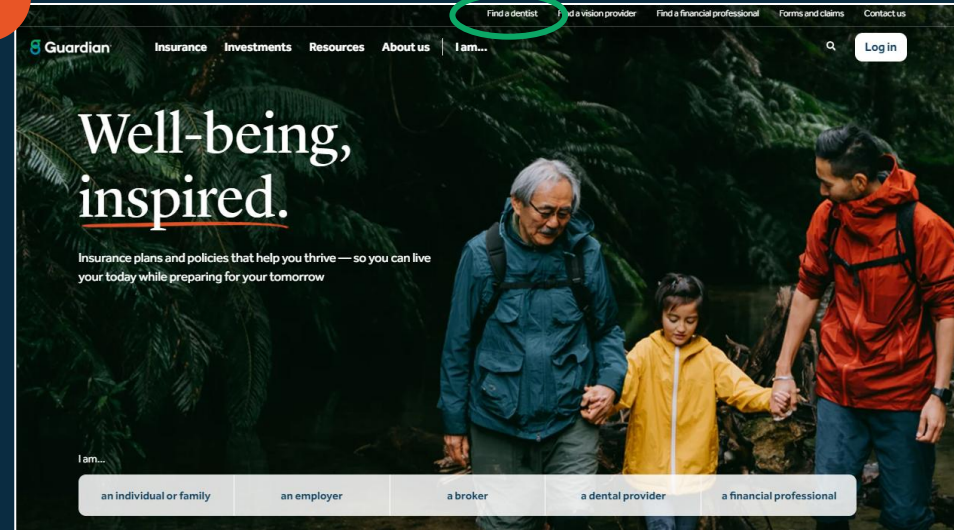 Find a dentist Find a vision provider Find a financial professional Forms and claims Contact us
Guardian Insurance Investments Resources About us I am... Log in
Well-being,
inspired.
Insurance plans and policies that help you thrive — so you can live
your today while preparing for your tomorrow
I am...
an individual or family an employer a broker a dental provider a financial professional